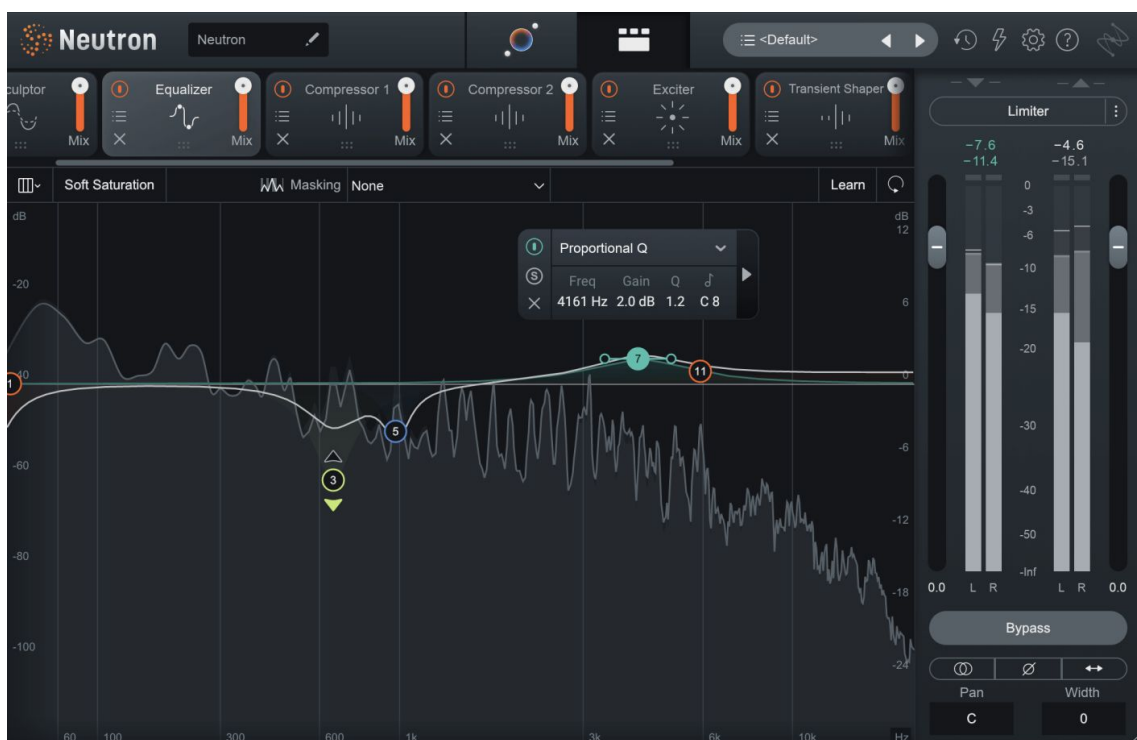 Neutron
Neutron
<Default>
culptor
Mix
Equalizer
Mix
Compressor 1
Mix
Compressor 2
Mix
Exciter
Mix
Transient Shaper
Mix
Limiter
-7.6
-11.4
-4.6
-15.1
Soft Saturation
Masking
None
Learn
dB
-20
-40
-60
-80
-100
dB
12
6
0
-6
-12
-18
-24
S
Proportional Q
Freq Gain Q
4161 Hz 2.0 dB 1.2 C 8
1
3
5
7
11
60 100 300 600 1k 3k 6k 10k Hz
0
-3
-6
-10
-15
-20
-30
-40
-50
-Inf
0.0 L R L R 0.0
Bypass
Pan Width
C 0